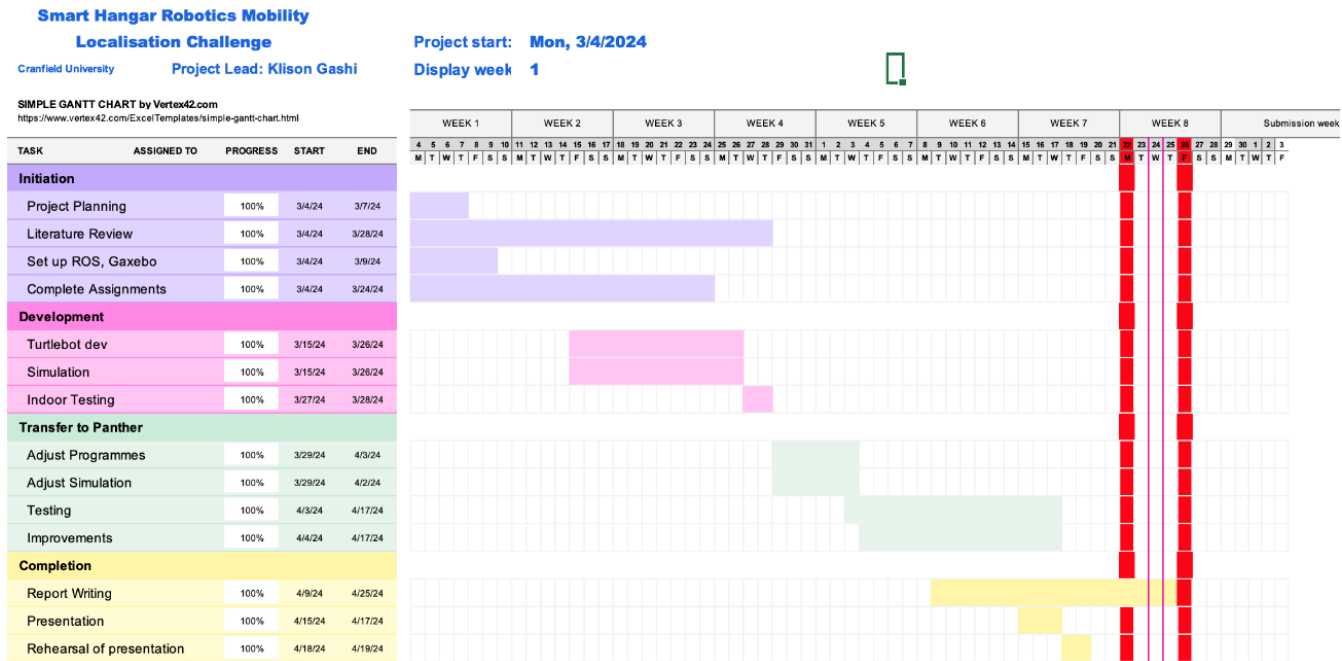 Smart Hangar Robotics Mobility
Localisation Challenge
Project start: Mon, 3/4/2024
Cranfield University Project Lead: Klison Gashi
Display week 1
SIMPLE GANTT CHART by Vertex42.com
https://www.vertex42.com/ExcelTemplates/simple-gantt-chart.html
WEEK 1 WEEK 2 WEEK 3 WEEK 4 WEEK 5 WEEK 6 WEEK 7 WEEK 8 Submission week
4 5 6 7 8 9 10 11 12 13 14 15 16 17 18 19 20 21 22 23 24 25 26 27 28 29 30 31 1 2 3 4 5 6 7 8 9 10 11 12 13 14 15 16 17 18 19 20 21 22 23 24 25 26 27 28 29 30 1 2 3
TASK ASSIGNED TO PROGRESS START END
M T W T F S S M T W T F S S M T W T F S S M T W T F S S M T W T F S S M T W T F S S M T W T F S S M T W T F S S M T W T F
Initiation
Project Planning 100% 3/4/24 3/7/24
Literature Review 100% 3/4/24 3/28/24
Set up ROS, Gaxebo 100% 3/4/24 3/9/24
Complete Assignments 100% 3/4/24 3/24/24
Development
Turtlebot dev 100% 3/15/24 3/26/24
Simulation 100% 3/15/24 3/26/24
Indoor Testing 100% 3/27/24 3/28/24
Transfer to Panther
Adjust Programmes 100% 3/29/24 4/3/24
Adjust Simulation 100% 3/29/24 4/2/24
Testing 100% 4/3/24 4/17/24
Improvements 100% 4/4/24 4/17/24
Completion
Report Writing 100% 4/9/24 4/25/24
Presentation 100% 4/15/24 4/17/24
Rehearsal of presentation 100% 4/18/24 4/19/24